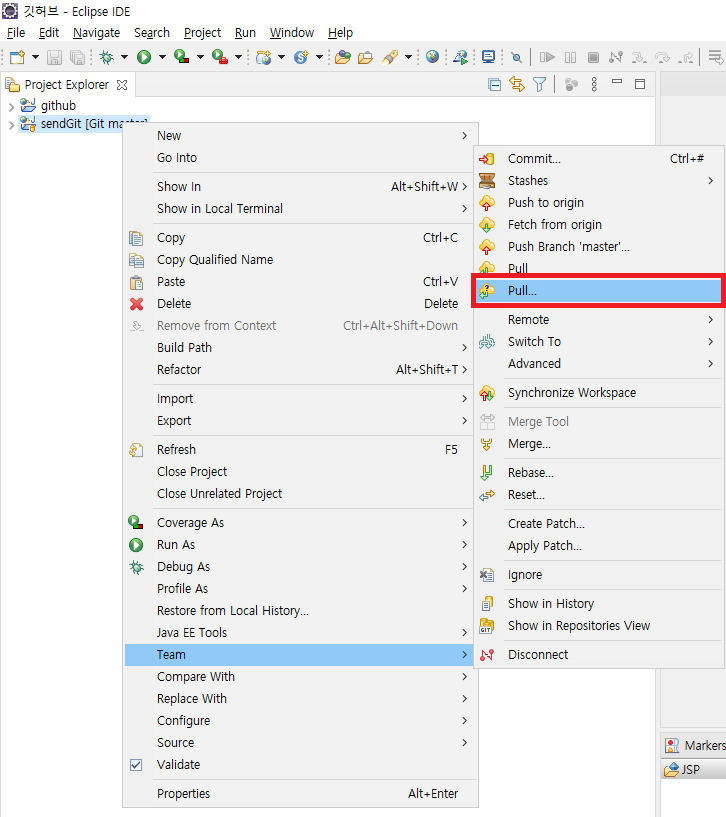 깃허브 - Eclipse IDE
File Edit Navigate Search Project Run Window Help
Project Explorer
github
sendGit [Git master]
New
Go Into
Show In Alt+Shift+W
Show in Local Terminal
Copy Ctrl+C
Copy Qualified Name
Paste Ctrl+V
Delete Delete
Remove from Context Ctrl+Alt+Shift+Down
Build Path
Refactor Alt+Shift+T
Import
Export
Refresh F5
Close Project
Close Unrelated Project
Coverage As
Run As
Debug As
Profile As
Restore from Local History...
Java EE Tools
Team
Compare With
Replace With
Configure
Source
Validate
Properties Alt+Enter
Commit... Ctrl+#
Stashes
Push to origin
Fetch from origin
Push Branch 'master'...
Pull
Pull...
Remote
Switch To
Advanced
Synchronize Workspace
Merge Tool
Merge...
Rebase...
Reset...
Create Patch...
Apply Patch...
Ignore
Show in History
GIT Show in Repositories View
Disconnect
Markers
JSP